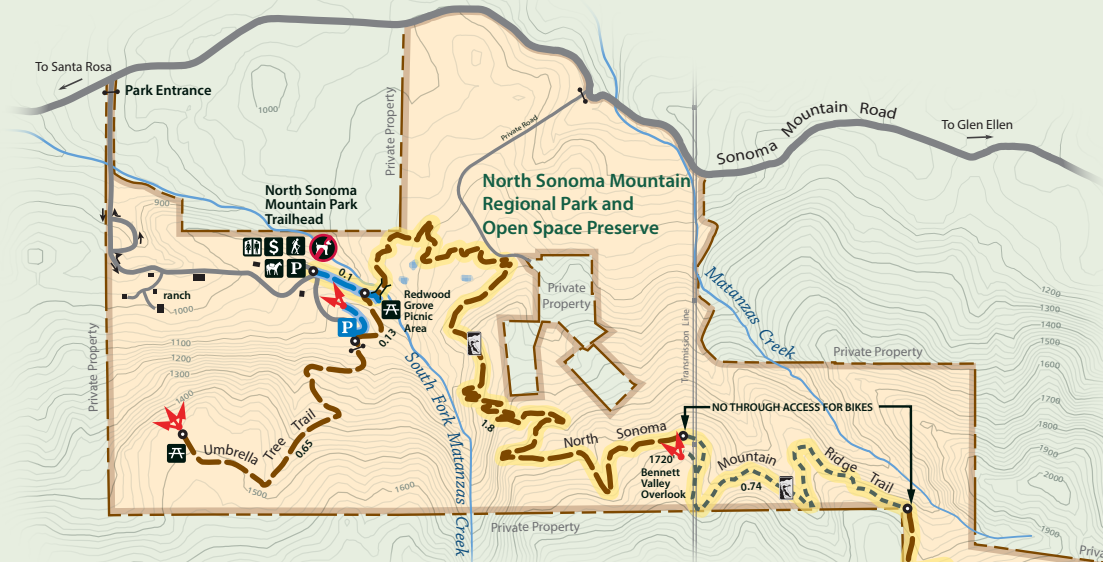 To Santa Rosa
Park Entrance
1000
Private Property
Private Road
Sonoma Mountain Road
To Glen Ellen
900
North Sonoma
Mountain Park
Trailhead
North Sonoma Mountain
Regional Park and
Open Space Preserve
$
P
0.1
ranch
1000
P
Redwood
Grove
Picnic
Area
0.13
Private
Property
Matanzas Creek
Transmission Line
1200
1300
1400
1500
1600
1700
1800
1900
2000
1900
Private Property
Private Property
1100
1200
1300
1400
South Fork Matanzas Creek
Umbrella Tree Trail
0.65
1500
1600
1.8
North Sonoma Mountain Ridge Trail
NO THROUGH ACCESS FOR BIKES
1720
Bennett
Valley
Overlook
0.74
Private Property